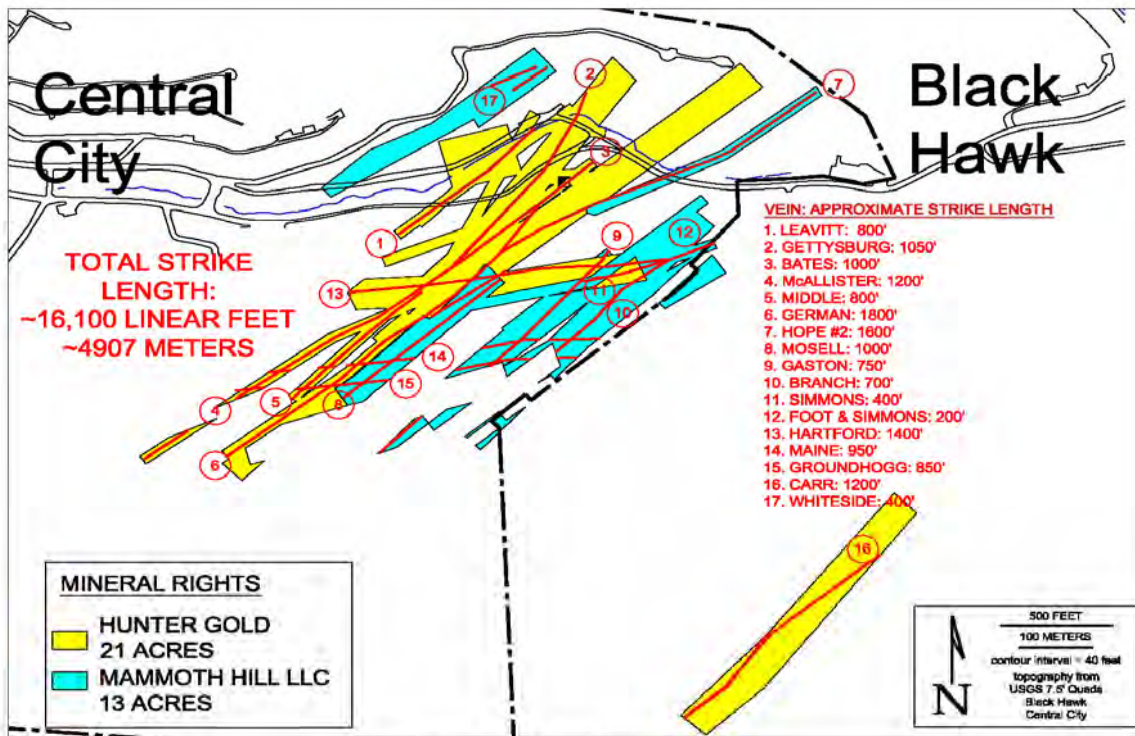 Central
City
Black
Hawk
17
2
7
3
1
9
12
13
11
10
14
15
4
5
8
6
16
TOTAL STRIKE
LENGTH:
~16,100 LINEAR FEET
~4907 METERS
VEIN: APPROXIMATE STRIKE LENGTH
1. LEAVITT: 800'
2. GETTYSBURG: 1050'
3. BATES: 1000'
4. McALLISTER: 1200'
5. MIDDLE: 800'
6. GERMAN: 1800'
7. HOPE #2: 1600'
8. MOSELL: 1000'
9. GASTON: 750'
10. BRANCH: 700'
11. SIMMONS: 400'
12. FOOT & SIMMONS: 200'
13. HARTFORD: 1400'
14. MAINE: 950'
15. GROUNDHOGG: 850'
16. CARR: 1200'
17. WHITESIDE: 400'
MINERAL RIGHTS
HUNTER GOLD
21 ACRES
MAMMOTH HILL LLC
13 ACRES
N
500 FEET
100 METERS
contour interval = 40 feet
topography from
USGS 7.5' Quads
Black Hawk
Central City